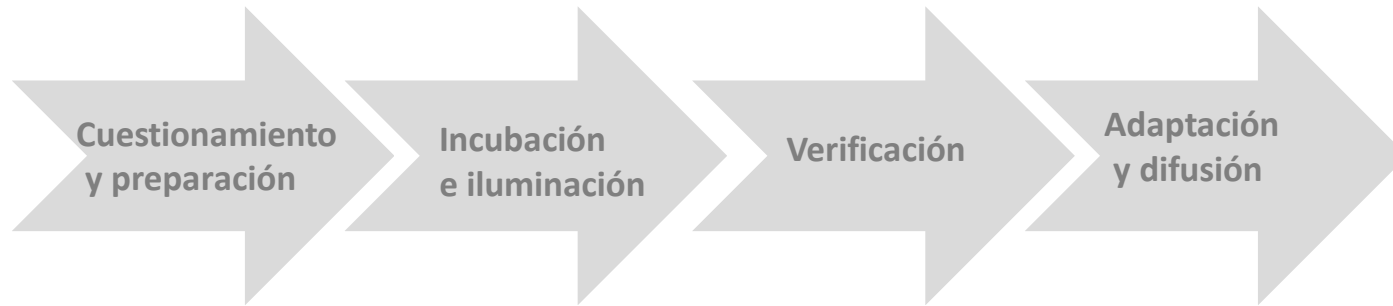 Cuestionamiento
y preparación
Incubación
e iluminación
Verificación
Adaptación
y difusión